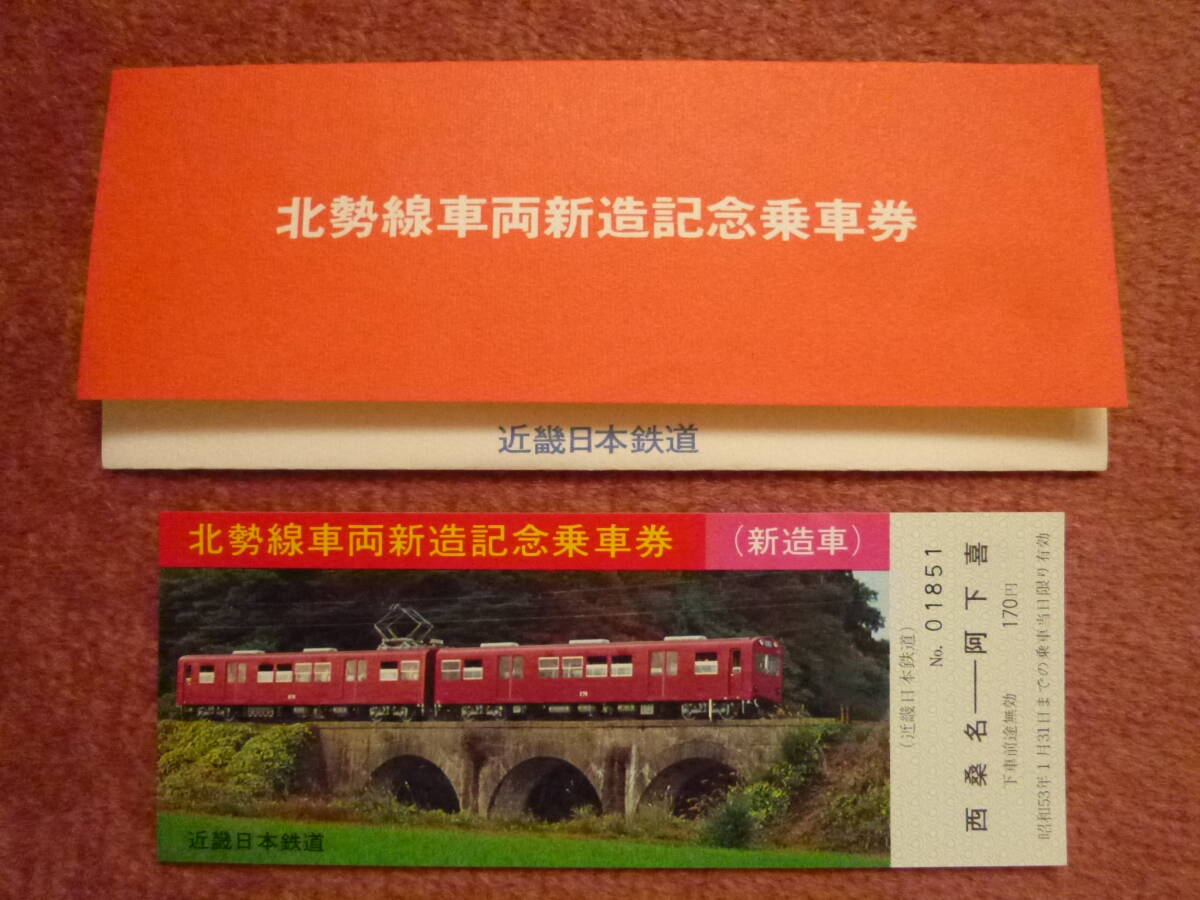 北勢線車両新造記念乗車券
近畿日本鉄道
北勢線車両新造記念乗車券
(新造車)
近畿日本鉄道
(近畿日本鉄道)
No. 01851
西桑名──阿下喜
下車前途無効 170円
昭和53年1月31日までの乗車当日限り有効